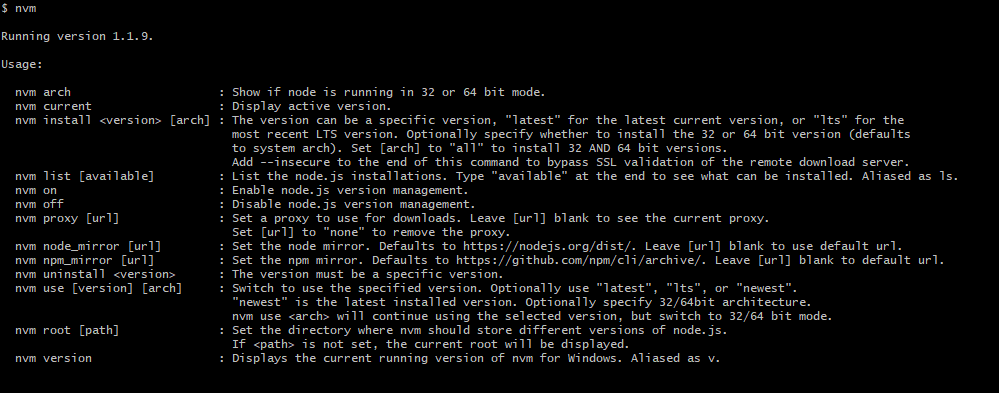 $ nvm
Running version 1.1.9.
Usage:
nvm arch                     : Show if node is running in 32 or 64 bit mode.
nvm current                  : Display active version.
nvm install <version> [arch] : The version can be a specific version, "latest" for the latest current version, or "lts" for the
most recent LTS version. Optionally specify whether to install the 32 or 64 bit version (defaults
to system arch). Set [arch] to "all" to install 32 AND 64 bit versions.
Add --insecure to the end of this command to bypass SSL validation of the remote download server.
nvm list [available]         : List the node.js installations. Type "available" at the end to see what can be installed. Aliased as ls.
nvm on                       : Enable node.js version management.
nvm off                      : Disable node.js version management.
nvm proxy [url]              : Set a proxy to use for downloads. Leave [url] blank to see the current proxy.
Set [url] to "none" to remove the proxy.
nvm node_mirror [url]        : Set the node mirror. Defaults to https://nodejs.org/dist/. Leave [url] blank to use default url.
nvm npm_mirror [url]         : Set the npm mirror. Defaults to https://github.com/npm/cli/archive/. Leave [url] blank to default url.
nvm uninstall <version>      : The version must be a specific version.
nvm use [version] [arch]     : Switch to use the specified version. Optionally use "latest", "lts", or "newest".
"newest" is the latest installed version. Optionally specify 32/64bit architecture.
nvm use <arch> will continue using the selected version, but switch to 32/64 bit mode.
nvm root [path]              : Set the directory where nvm should store different versions of node.js.
If <path> is not set, the current root will be displayed.
nvm version                  : Displays the current running version of nvm for Windows. Aliased as v.